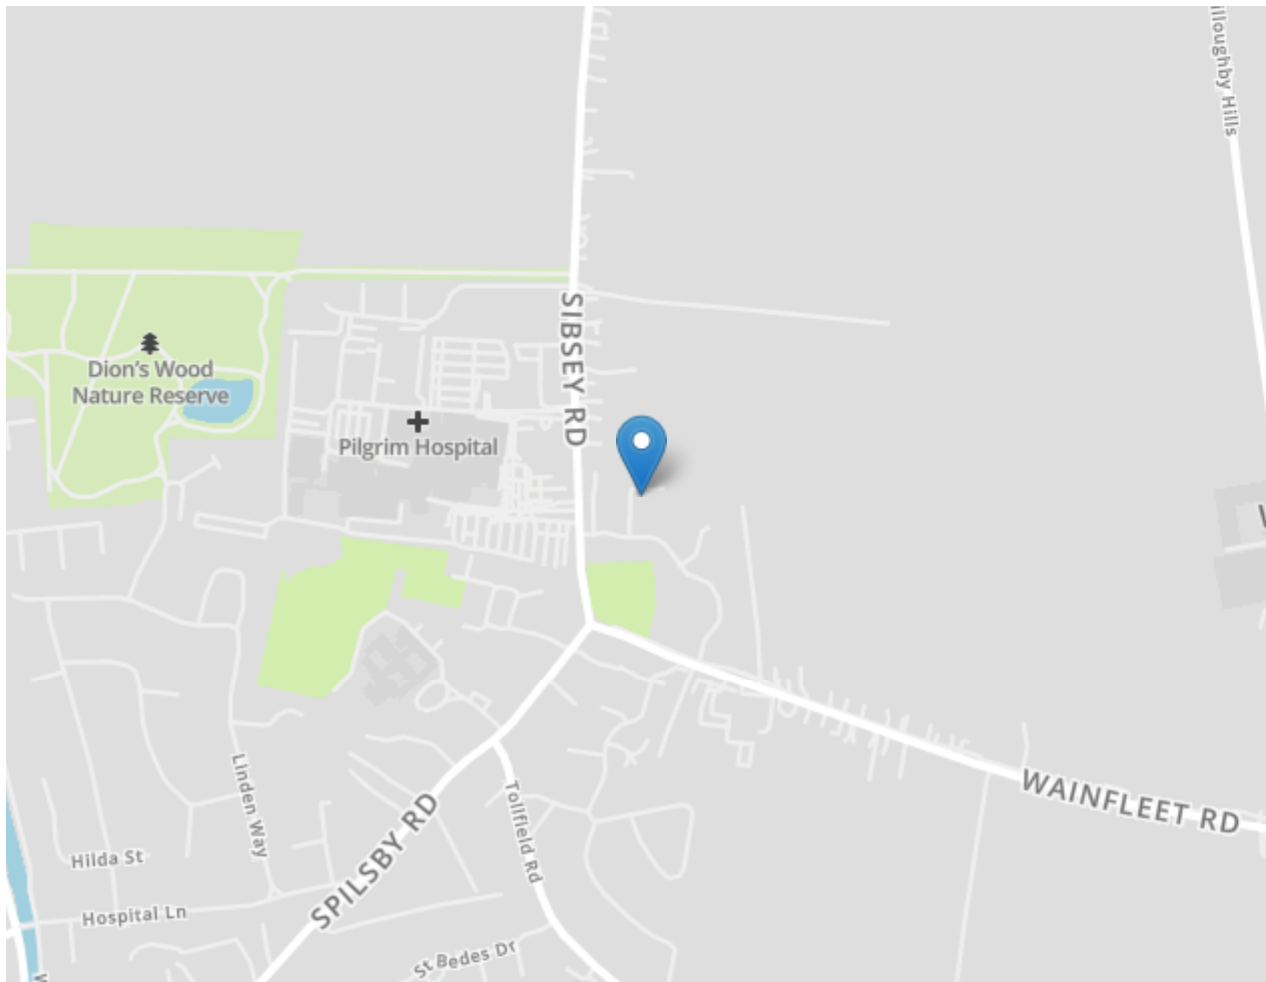 illoughby Hills
SIBSEY RD
Dion's Wood
Nature Reserve
Pilgrim Hospital
Linden Way
Tollfield Rd
WAINFLEET RD
SPILSBY RD
Hilda St
Hospital Ln
St Bedes Dr